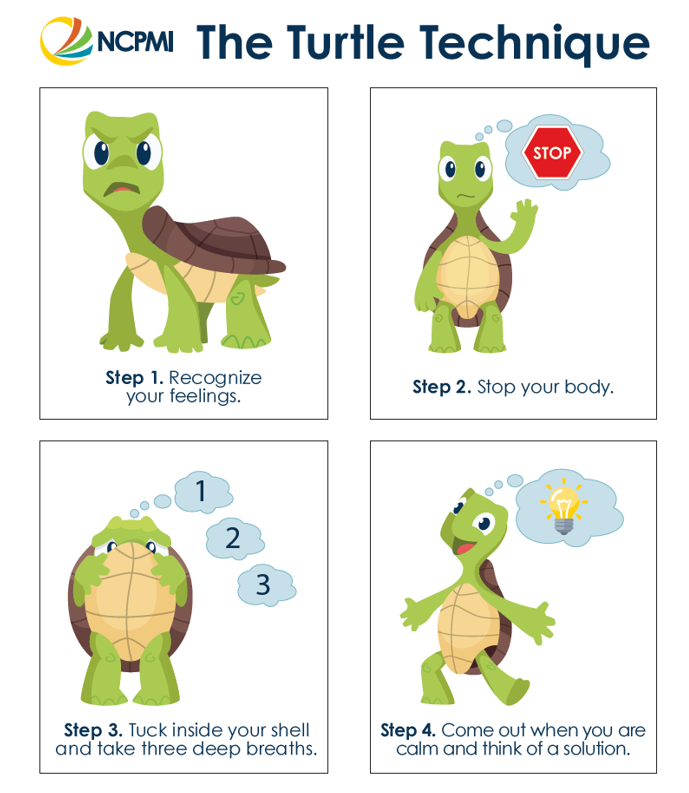 NCPMI The Turtle Technique
Step 1. Recognize
your feelings.
STOP
Step 2. Stop your body.
1
2
3
Step 3. Tuck inside your shell
and take three deep breaths.
Step 4. Come out when you are
calm and think of a solution.